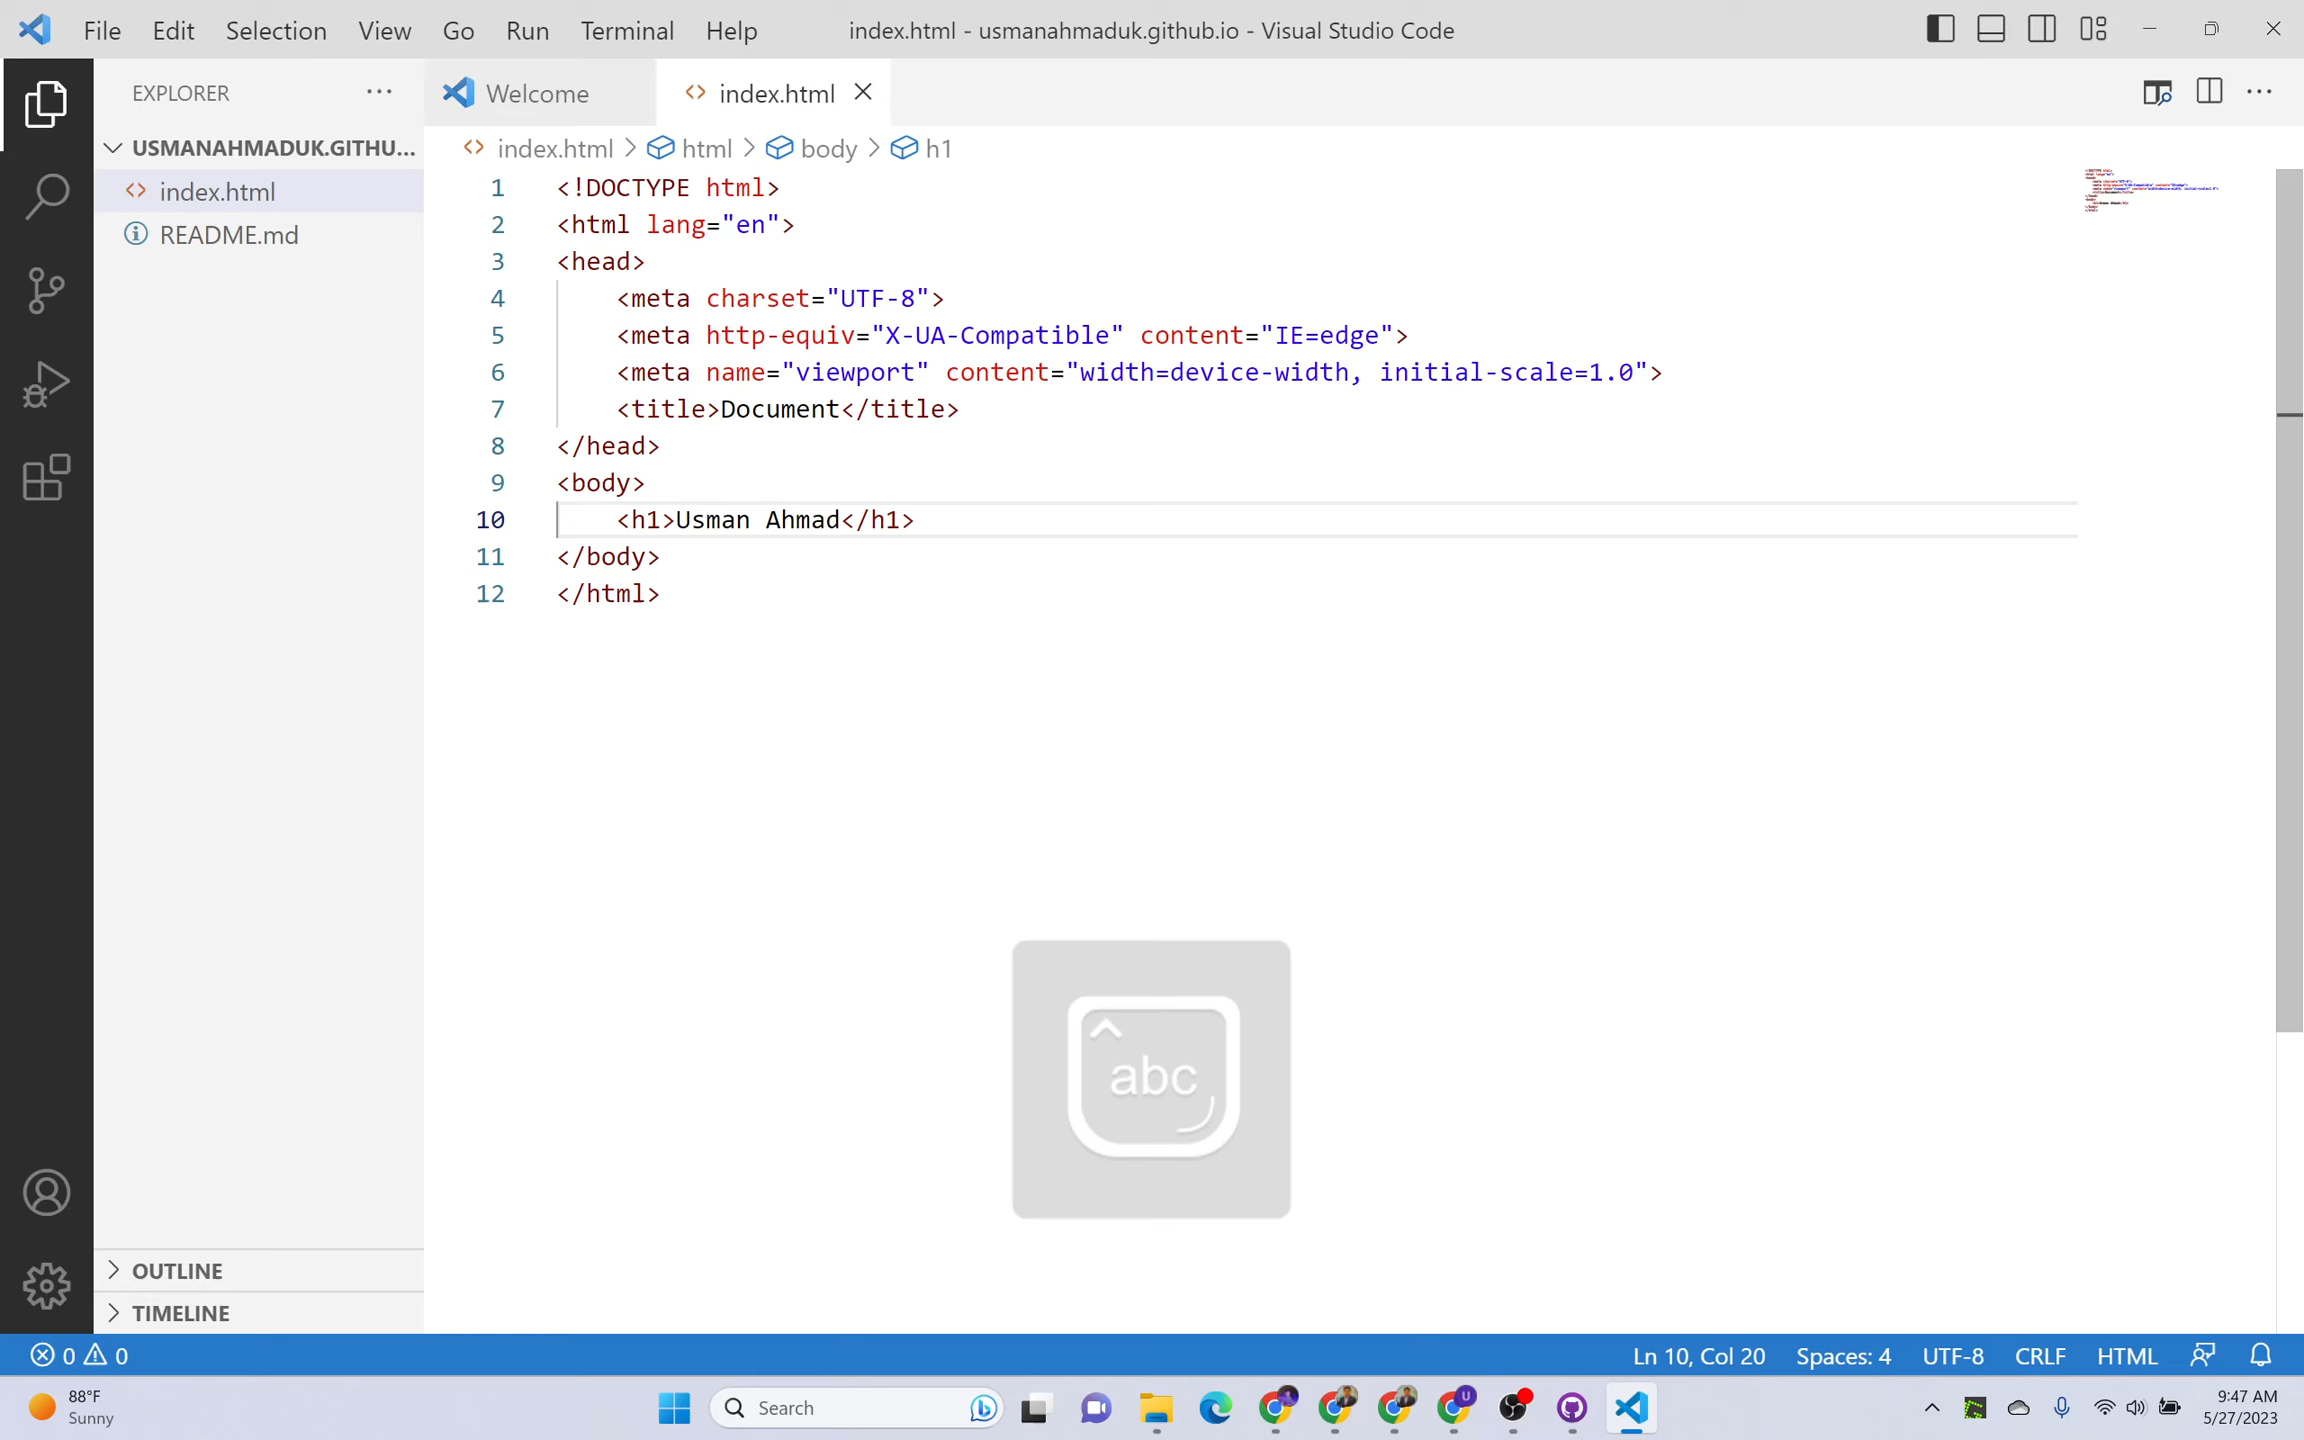 File Edit Selection View Go Run Terminal Help index.html - usmanahmaduk.github.io - Visual Studio Code
EXPLORER
USMANAHMADUK.GITHU...
index.html
README.md
OUTLINE
TIMELINE
Welcome index.html
index.html > html > body > h1
1 <!DOCTYPE html>
2 <html lang="en">
3 <head>
4 <meta charset="UTF-8">
5 <meta http-equiv="X-UA-Compatible" content="IE=edge">
6 <meta name="viewport" content="width=device-width, initial-scale=1.0">
7 <title>Document</title>
8 </head>
9 <body>
10 <h1>Usman Ahmad</h1>
11 </body>
12 </html>
abc
0 0 Ln 10, Col 20 Spaces: 4 UTF-8 CRLF HTML
88°F
Sunny
Search
U
9:47 AM
5/27/2023